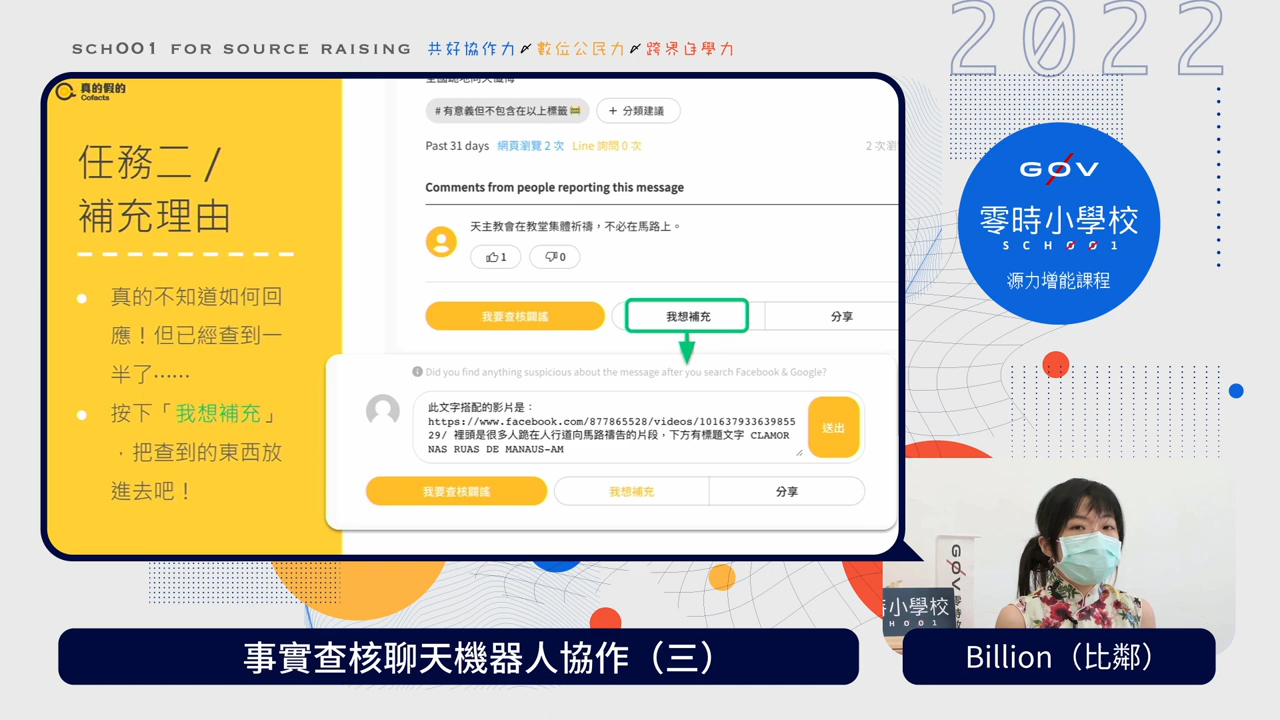 SCH001 FOR SOURCE RAISING 共好協作力 數位公民力 跨界自學力
2022
真的假的
Cofacts
任務二 /
補充理由
真的不知道如何回
應！但已經查到一
半了……
按下「我想補充」
，把查到的東西放
進去吧！
# 有意義但不包含在以上標籤
+ 分類建議
Past 31 days 網頁瀏覽 2 次 Line 詢問 0 次
2 次瀏
Comments from people reporting this message
天主教會在教堂集體祈禱，不必在馬路上。
1
0
我要查核闢謠
我想補充
分享
Did you find anything suspicious about the message after you search Facebook & Google?
此文字搭配的影片是：
https://www.facebook.com/877865528/videos/101637933639855
29/ 裡頭是很多人跪在人行道向馬路禱告的片段，下方有標題文字 CLAMOR
NAS RUAS DE MANAUS-AM
送出
我要查核闢謠
我想補充
分享
G0V
零時小學校
SCH001
源力增能課程
G0V
小學校
H001
事實查核聊天機器人協作（三）
Billion（比鄰）